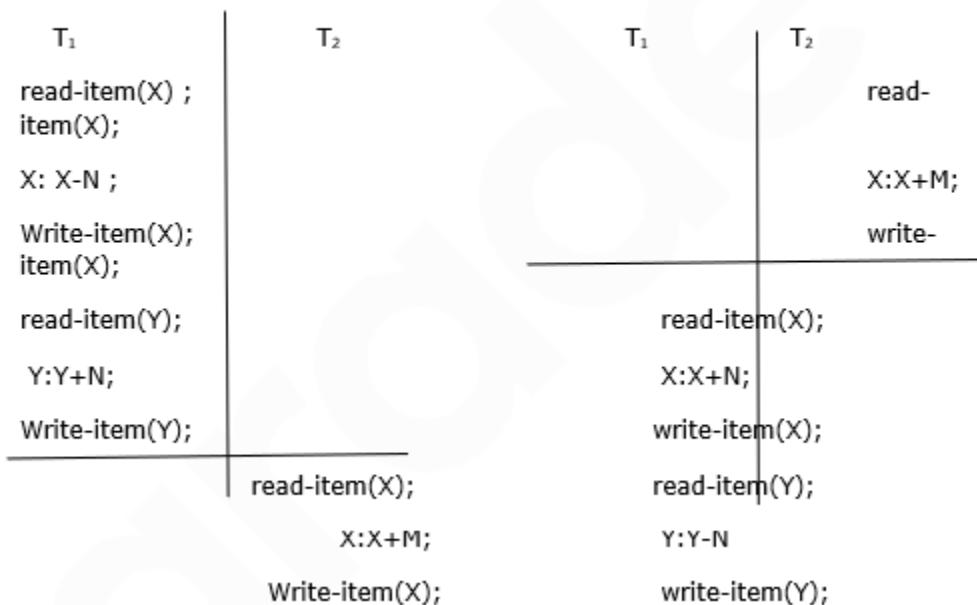 T₁ T₂ T₁ T₂
read-item(X) ; read-
item(X);
X: X-N ; X:X+M;
Write-item(X); write-
item(X);
read-item(Y); read-item(X);
Y:Y+N; X:X+N;
Write-item(Y); write-item(X);
read-item(X); read-item(Y);
X:X+M; Y:Y-N
Write-item(X); write-item(Y);